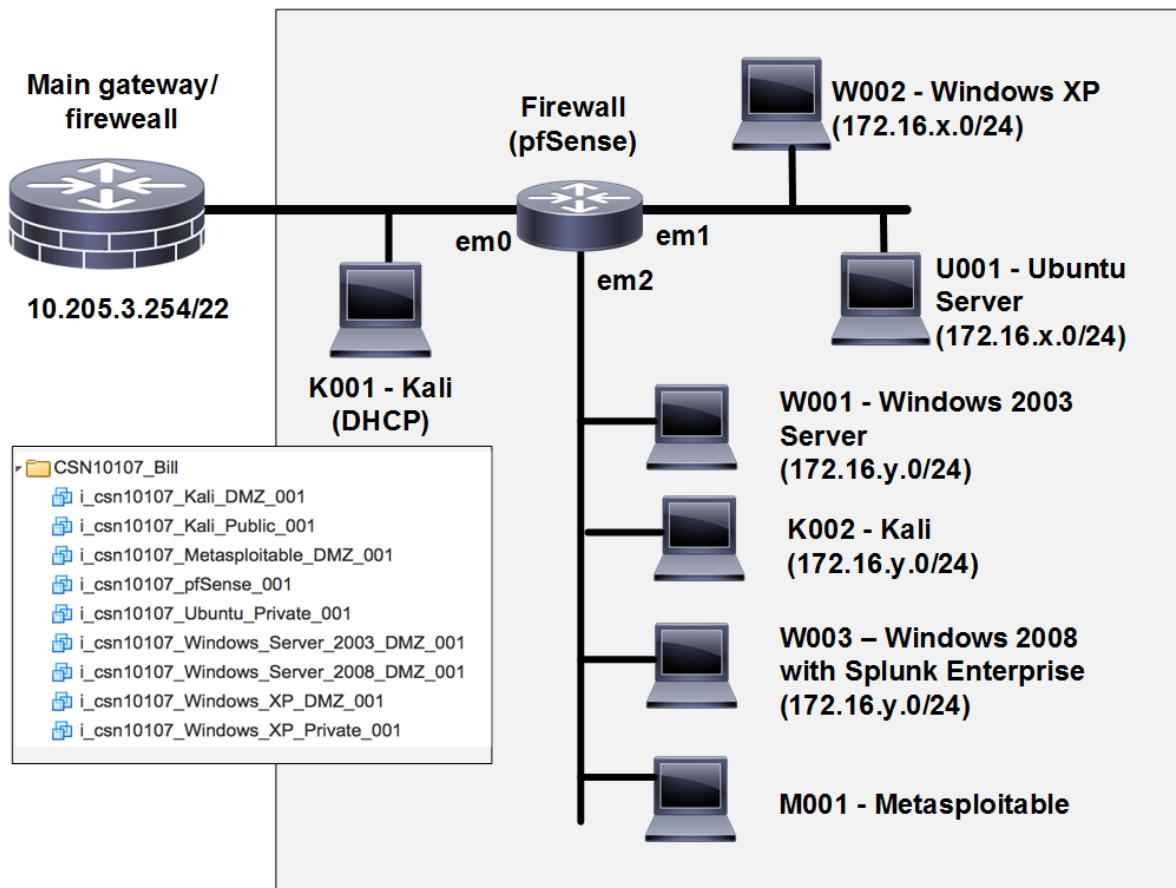 Main gateway/
fireweall
10.205.3.254/22
Firewall
(pfSense)
em0
em1
em2
W002 - Windows XP
(172.16.x.0/24)
U001 - Ubuntu
Server
(172.16.x.0/24)
K001 - Kali
(DHCP)
W001 - Windows 2003
Server
(172.16.y.0/24)
K002 - Kali
(172.16.y.0/24)
W003 – Windows 2008
with Splunk Enterprise
(172.16.y.0/24)
M001 - Metasploitable
CSN10107_Bill
i_csn10107_Kali_DMZ_001
i_csn10107_Kali_Public_001
i_csn10107_Metasploitable_DMZ_001
i_csn10107_pfSense_001
i_csn10107_Ubuntu_Private_001
i_csn10107_Windows_Server_2003_DMZ_001
i_csn10107_Windows_Server_2008_DMZ_001
i_csn10107_Windows_XP_DMZ_001
i_csn10107_Windows_XP_Private_001